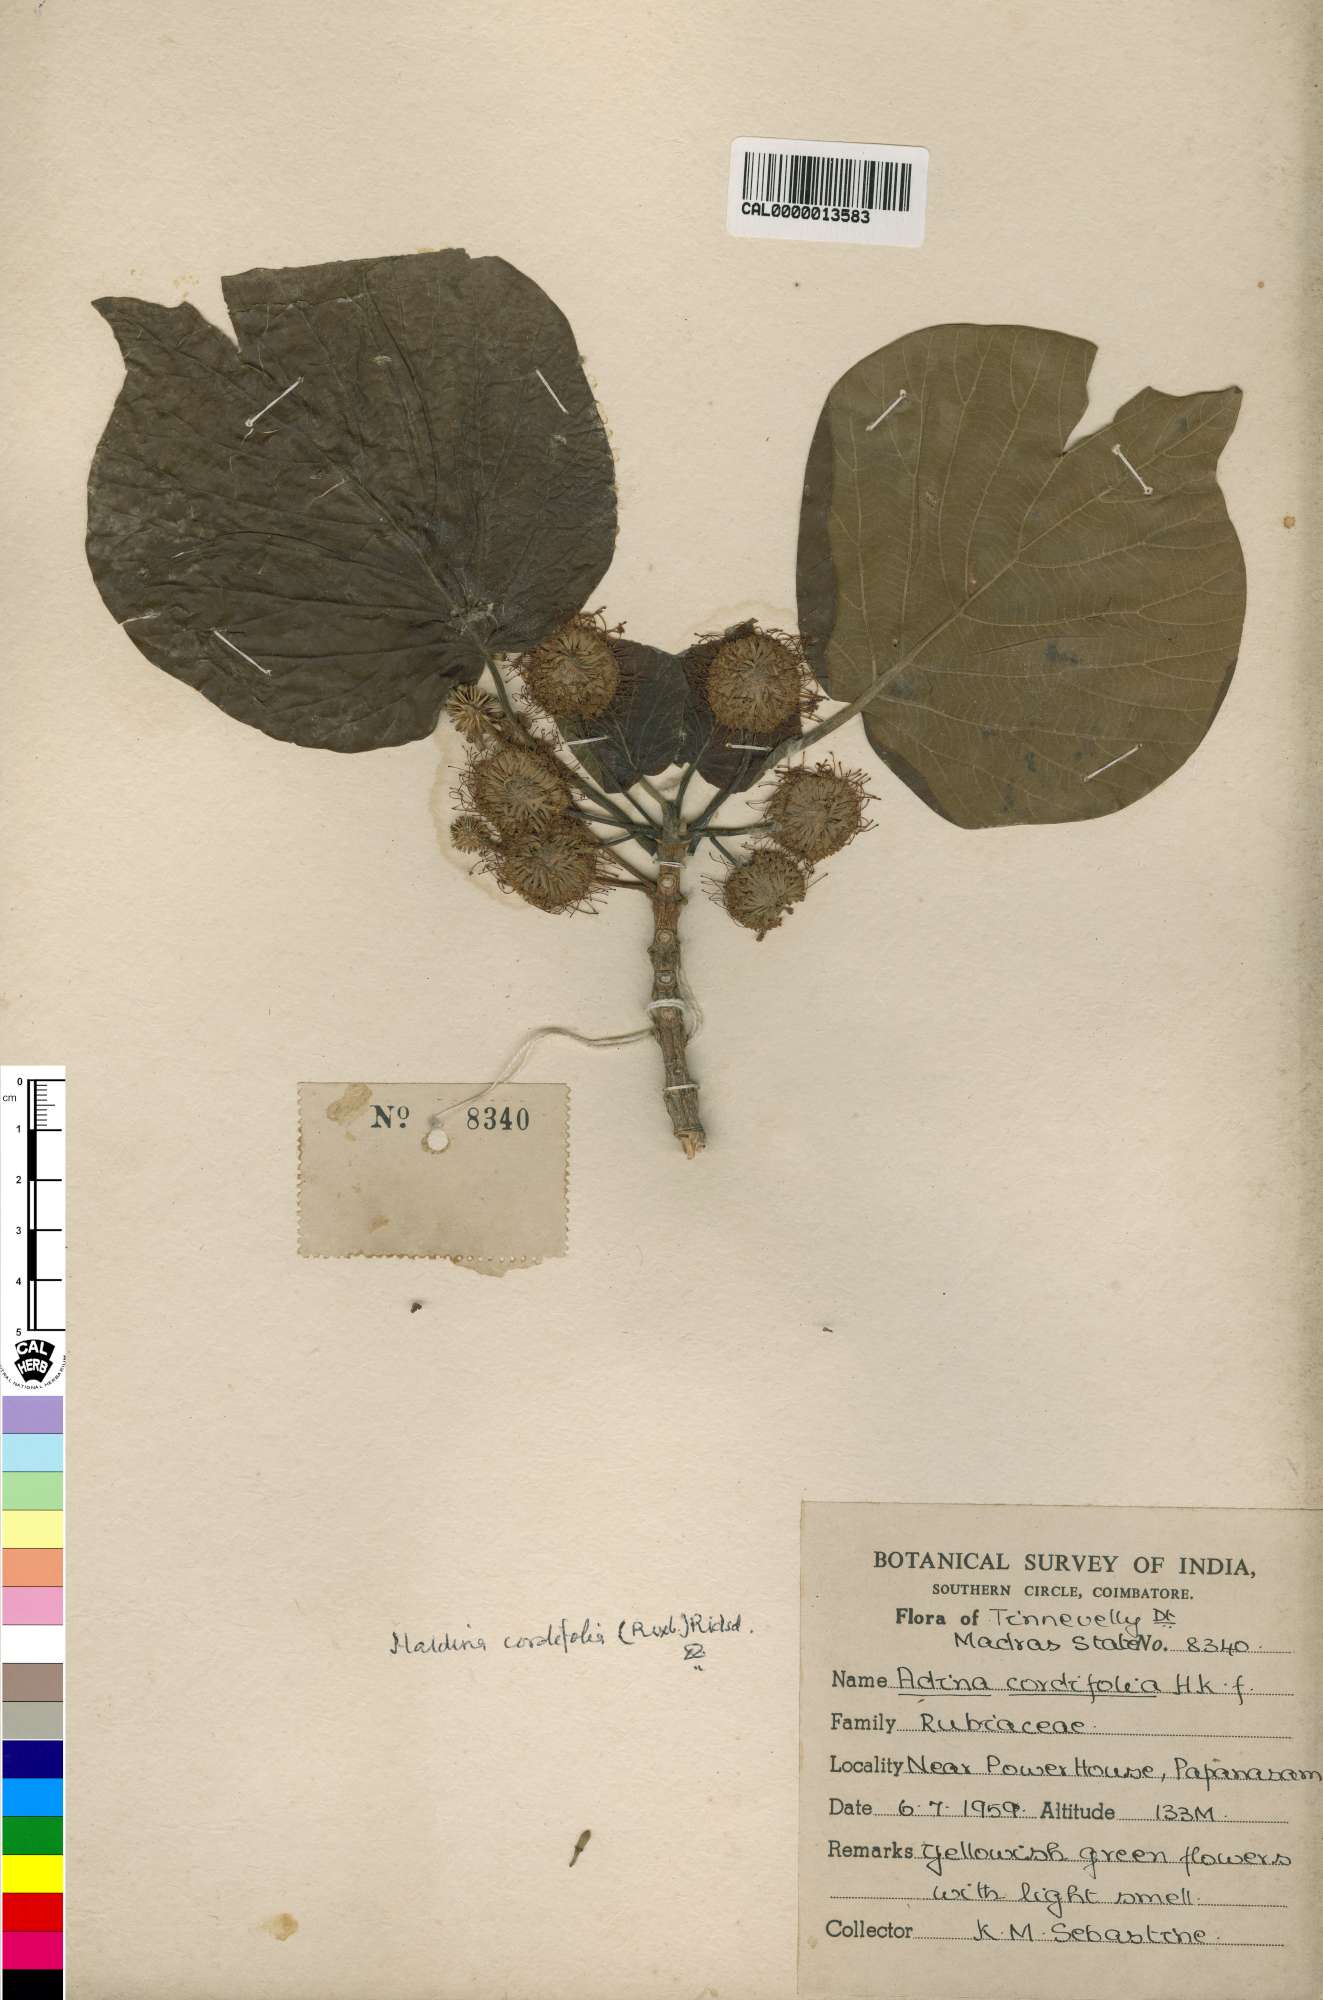 CAL0000013583
Nº 8340
0
cm
1
2
3
4
5
CAL
HERB
CENTRAL NATIONAL HERBARIUM
Haldina cordifolia (Roxb.) Ridsd.
BOTANICAL SURVEY OF INDIA,
SOUTHERN CIRCLE, COIMBATORE.
Flora of Tinnevelly Dt
Madras State No. 8340
Name Adina cordifolia Hk. f.
Family Rubiaceae.
Locality Near Power House, Papanasam
Date 6.7.1959. Altitude 133M.
Remarks Yellowish green flowers
with light smell.
Collector K. M. Sebastine.